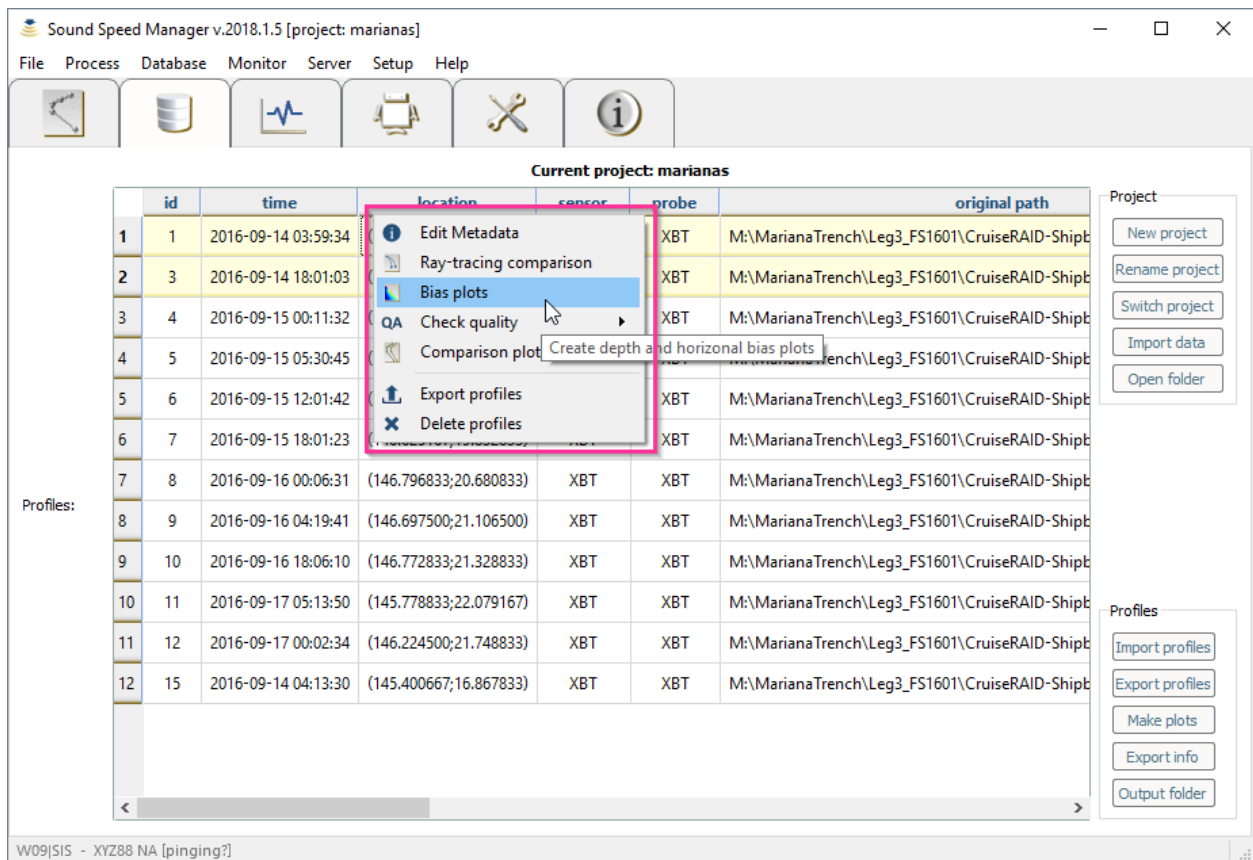 Sound Speed Manager v.2018.1.5 [project: marianas]
File Process Database Monitor Server Setup Help
Current project: marianas
id time location sensor probe original path
1 1 2016-09-14 03:59:34 ( XBT M:\MarianaTrench\Leg3_FS1601\CruiseRAID-Shipb
2 3 2016-09-14 18:01:03 ( XBT M:\MarianaTrench\Leg3_FS1601\CruiseRAID-Shipb
3 4 2016-09-15 00:11:32 ( XBT M:\MarianaTrench\Leg3_FS1601\CruiseRAID-Shipb
4 5 2016-09-15 05:30:45 ( M:\MarianaTrench\Leg3_FS1601\CruiseRAID-Shipb
5 6 2016-09-15 12:01:42 ( XBT M:\MarianaTrench\Leg3_FS1601\CruiseRAID-Shipb
6 7 2016-09-15 18:01:23 XBT M:\MarianaTrench\Leg3_FS1601\CruiseRAID-Shipb
7 8 2016-09-16 00:06:31 (146.796833;20.680833) XBT XBT M:\MarianaTrench\Leg3_FS1601\CruiseRAID-Shipb
8 9 2016-09-16 04:19:41 (146.697500;21.106500) XBT XBT M:\MarianaTrench\Leg3_FS1601\CruiseRAID-Shipb
9 10 2016-09-16 18:06:10 (146.772833;21.328833) XBT XBT M:\MarianaTrench\Leg3_FS1601\CruiseRAID-Shipb
10 11 2016-09-17 05:13:50 (145.778833;22.079167) XBT XBT M:\MarianaTrench\Leg3_FS1601\CruiseRAID-Shipb
11 12 2016-09-17 00:02:34 (146.224500;21.748833) XBT XBT M:\MarianaTrench\Leg3_FS1601\CruiseRAID-Shipb
12 15 2016-09-14 04:13:30 (145.400667;16.867833) XBT XBT M:\MarianaTrench\Leg3_FS1601\CruiseRAID-Shipb
Edit Metadata
Ray-tracing comparison
Bias plots
QA Check quality
Comparison plot
Create depth and horizonal bias plots
Export profiles
Delete profiles
Profiles:
Project
New project
Rename project
Switch project
Import data
Open folder
Profiles
Import profiles
Export profiles
Make plots
Export info
Output folder
W09|SIS - XYZ88 NA [pinging?]